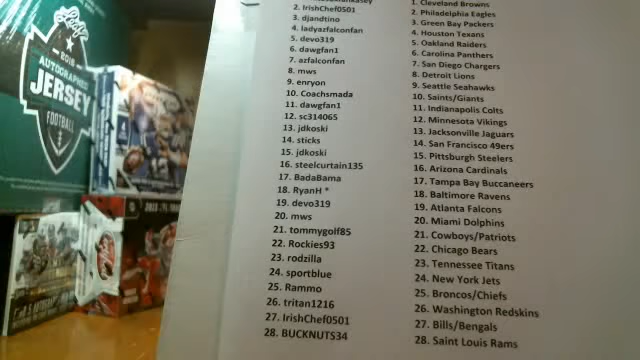 Leaf
2016
AUTOGRAPHED
JERSEY
FOOTBALL
2. IrishChef0501
3. djandtino
4. ladyazfalconfan
5. devo319
6. dawgfan1
7. azfalconfan
8. mws
9. enryon
10. Coachsmada
11. dawgfan1
12. sc314065
13. jdkoski
14. sticks
15. jdkoski
16. steelcurtain135
17. BadaBama
18. RyanH *
19. devo319
20. mws
21. tommygolf85
22. Rockies93
23. rodzilla
24. sportblue
25. Rammo
26. tritan1216
27. IrishChef0501
28. BUCKNUTS34
1. Cleveland Browns
2. Philadelphia Eagles
3. Green Bay Packers
4. Houston Texans
5. Oakland Raiders
6. Carolina Panthers
7. San Diego Chargers
8. Detroit Lions
9. Seattle Seahawks
10. Saints/Giants
11. Indianapolis Colts
12. Minnesota Vikings
13. Jacksonville Jaguars
14. San Francisco 49ers
15. Pittsburgh Steelers
16. Arizona Cardinals
17. Tampa Bay Buccaneers
18. Baltimore Ravens
19. Atlanta Falcons
20. Miami Dolphins
21. Cowboys/Patriots
22. Chicago Bears
23. Tennessee Titans
24. New York Jets
25. Broncos/Chiefs
26. Washington Redskins
27. Bills/Bengals
28. Saint Louis Rams